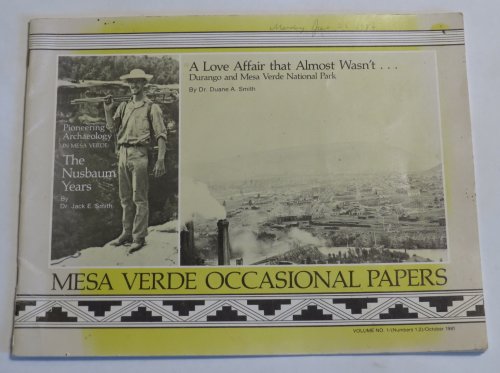 A Love Affair that Almost Wasn't . . .
Durango and Mesa Verde National Park
By Dr. Duane A. Smith
Pioneering
Archaeology
IN MESA VERDE:
The
Nusbaum
Years
By
Dr. Jack E. Smith
MESA VERDE OCCASIONAL PAPERS
VOLUME NO. 1/(Numbers 1,2)/October 1981